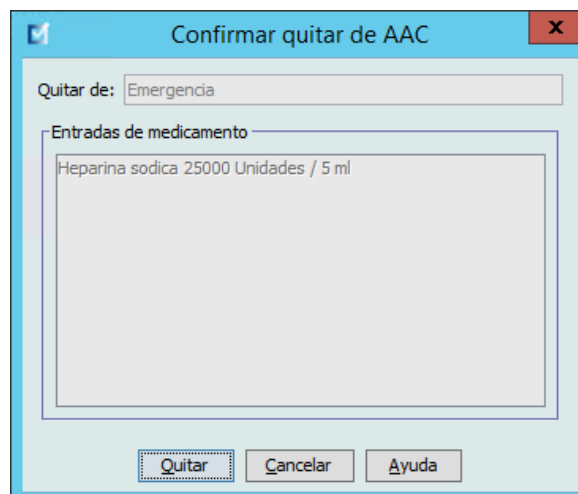 Confirmar quitar de AAC
x
Quitar de: Emergencia
Entradas de medicamento
Heparina sodica 25000 Unidades / 5 ml
Quitar Cancelar Ayuda